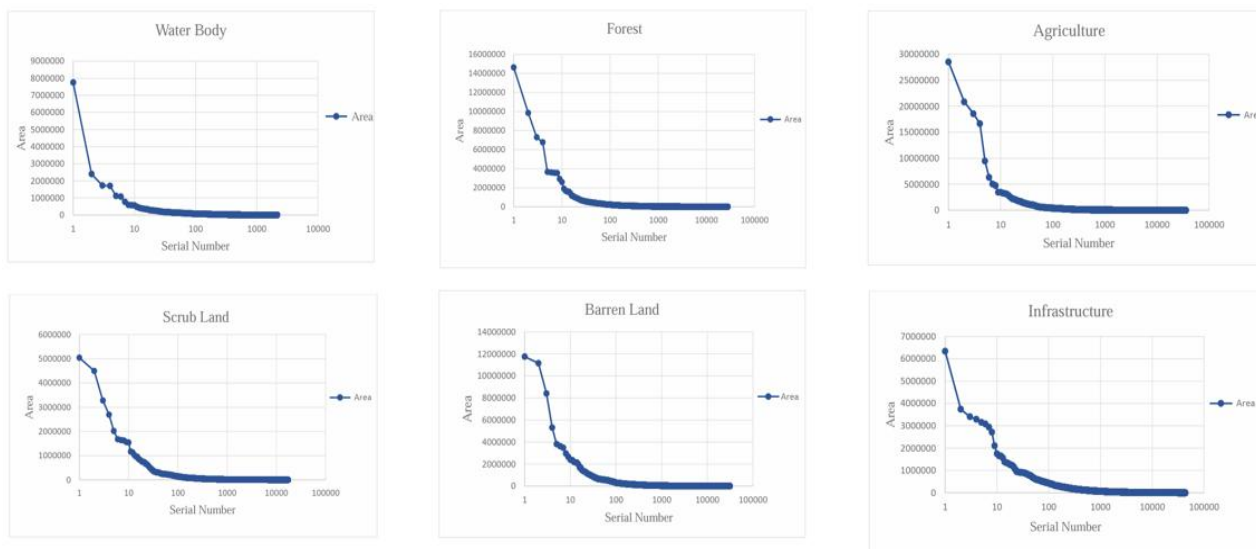 Water Body
9000000
8000000
7000000
6000000
5000000
4000000
3000000
2000000
1000000
0
Area
1 10 100 1000 10000
Serial Number
Area
Forest
16000000
14000000
12000000
10000000
8000000
6000000
4000000
2000000
0
Area
1 10 100 1000 10000 100000
Serial Number
Area
Agriculture
30000000
25000000
20000000
15000000
10000000
5000000
0
Area
1 10 100 1000 10000 100000
Serial Number
Are
Scrub Land
6000000
5000000
4000000
3000000
2000000
1000000
0
Area
1 10 100 1000 10000 100000
Serial Number
Area
Barren Land
14000000
12000000
10000000
8000000
6000000
4000000
2000000
0
Area
1 10 100 1000 10000 100000
Serial Number
Area
Infrastructure
7000000
6000000
5000000
4000000
3000000
2000000
1000000
0
Area
1 10 100 1000 10000 100000
Serial Number
Area